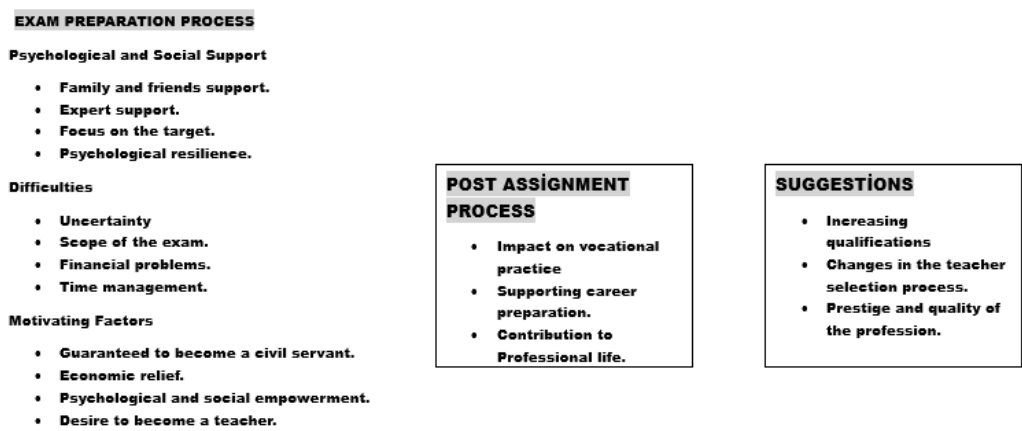 EXAM PREPARATION PROCESS
Psychological and Social Support
• Family and friends support.
• Expert support.
• Focus on the target.
• Psychological resilience.
Difficulties
• Uncertainty
• Scope of the exam.
• Financial problems.
• Time management.
Motivating Factors
• Guaranteed to become a civil servant.
• Economic relief.
• Psychological and social empowerment.
• Desire to become a teacher.
POST ASSİGNMENT
PROCESS
• Impact on vocational
practice
• Supporting career
preparation.
• Contribution to
Professional life.
SUGGESTİONS
• Increasing
qualifications
• Changes in the teacher
selection process.
• Prestige and quality of
the profession.